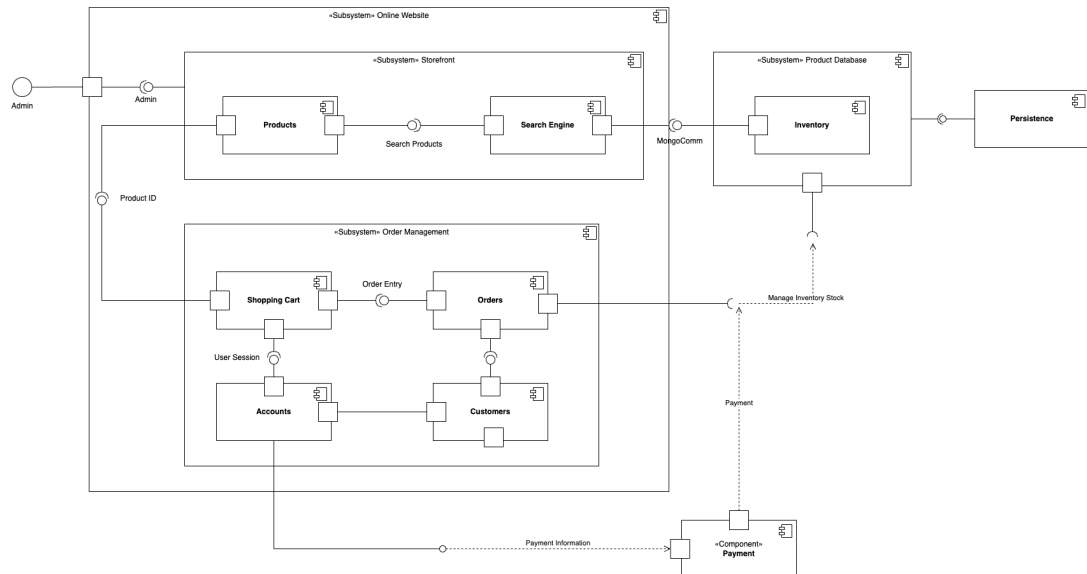 «Subsystem» Online Website
«Subsystem» Storefront
«Subsystem» Product Database
Admin
Admin
Products
Search Products
Search Engine
MongoComm
Inventory
Persistence
Product ID
«Subsystem» Order Management
Shopping Cart
Order Entry
Orders
Manage Inventory Stock
User Session
Accounts
Customers
Payment
Payment Information
«Component»
Payment